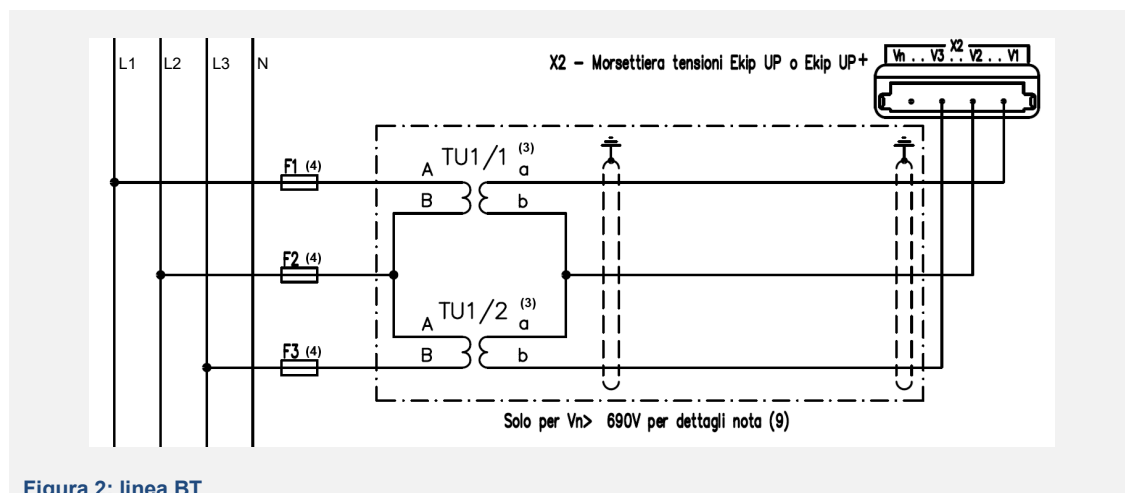 L1 L2 L3 N
X2 - Morsettiera tensioni Ekip UP o Ekip UP+
X2
Vn . . V3 . . V2 . . V1
F1 (4)
A TU1/1 (3) a
B b
F2 (4)
TU1/2 (3)
A a
F3 (4) B b
Solo per Vn> 690V per dettagli nota (9)
Figura 2: linea BT